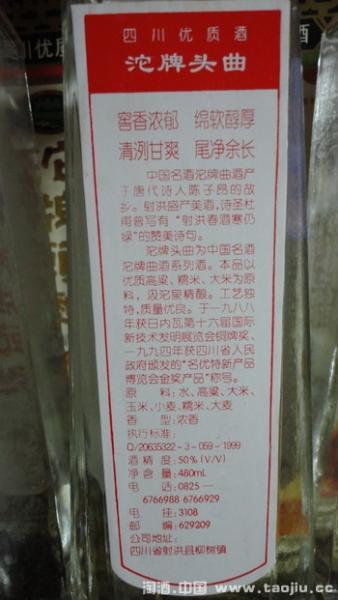 四川优质酒
沱牌头曲
窖香浓郁 绵软醇厚
清洌甘爽 尾净余长
中国名酒沱牌曲酒产
于唐代诗人陈子昂的故
乡。射洪盛产美酒,诗圣杜
甫曾写有“射洪春酒寒仍
绿”的赞美诗句。
沱牌头曲为中国名酒
沱牌曲酒系列酒。本品以
优质高粱、糯米、大米为原
料,汲沱泉精酿。工艺独
特,质量优良。于一九八八
年获日内瓦第十六届国际
新技术发明展览会铜牌奖、
一九九四年获四川省人民
政府颁发的“名优特新产品
博览会金奖产品”称号。
原 料:水、高粱、大米、
玉米、小麦、糯米、大麦
香 型:浓香
执行标准:
Q/20635322-3-059-1999
酒 精 度:50%(V/V)
净 含 量:480mL
电 话:0825—
6766988 6766929
电 挂:3108
邮 编:629209
公司地址:
四川省射洪县柳树镇
淘酒.中国 www.taojiu.cc